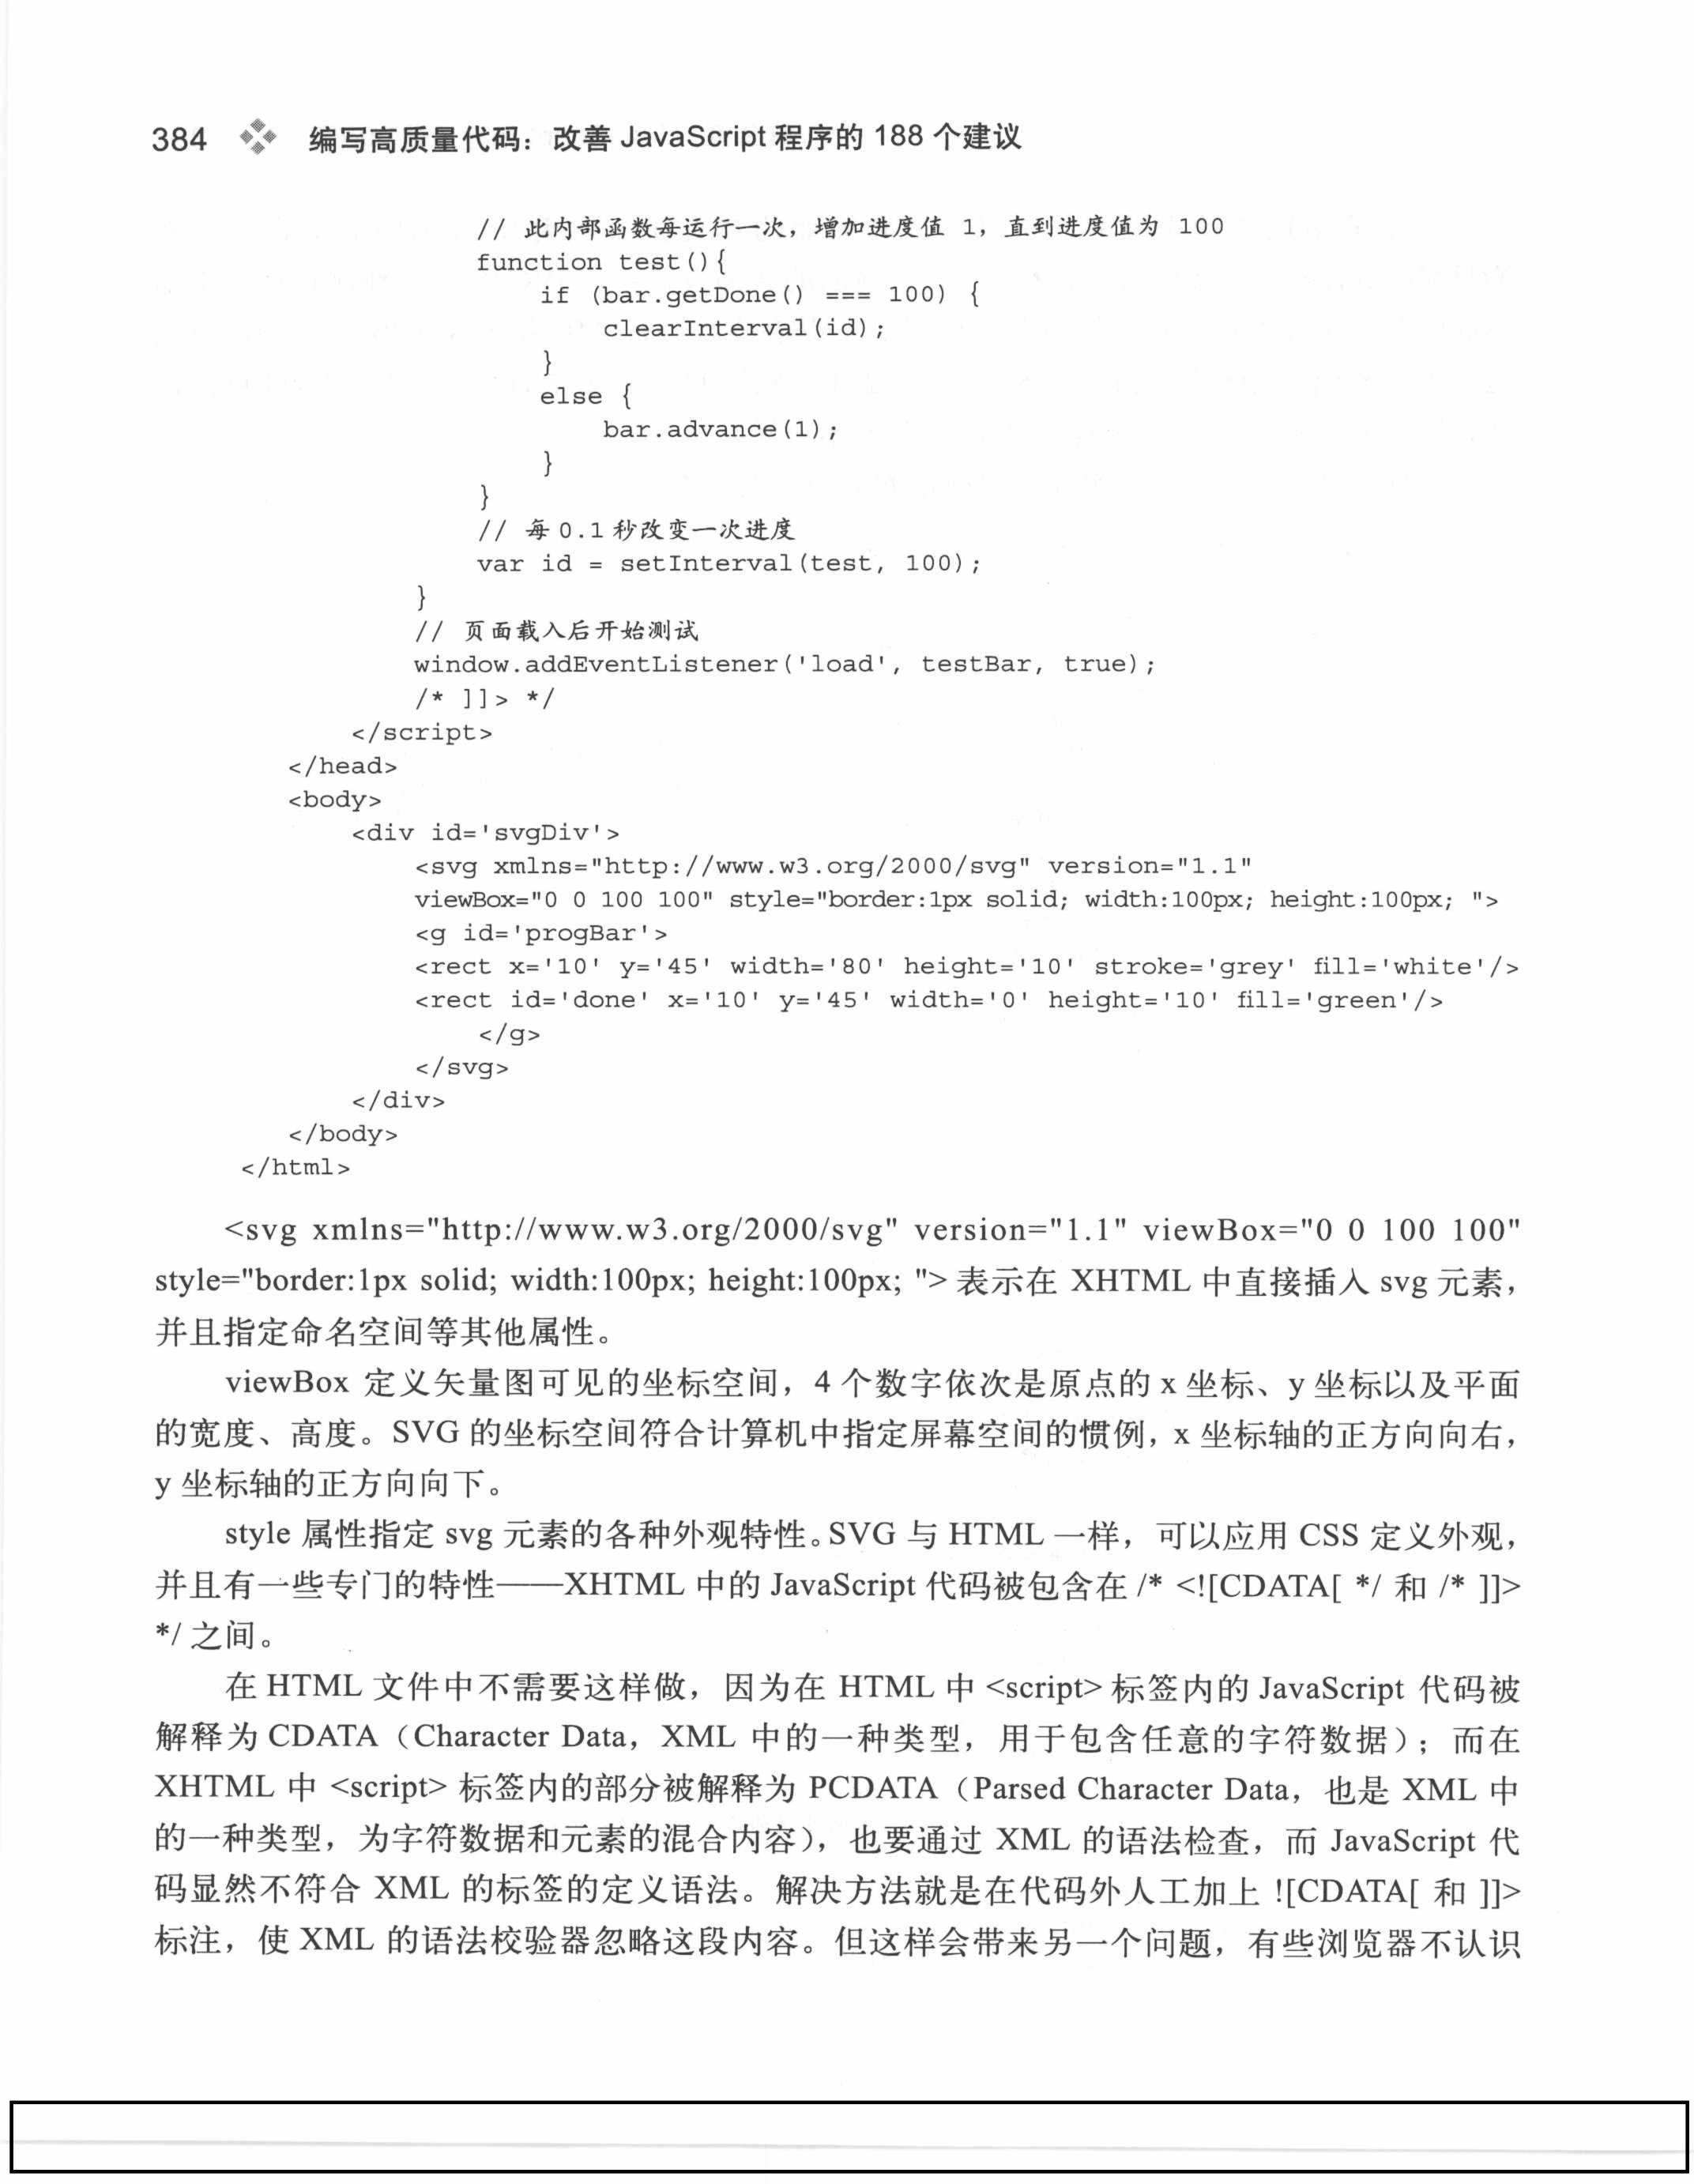 384 编写高质量代码：改善 JavaScript 程序的 188 个建议
// 此内部函数每运行一次，增加进度值 1，直到进度值为 100
function test(){
if (bar.getDone() === 100) {
clearInterval(id);
}
else {
bar.advance(1);
}
}
// 每 0.1 秒改变一次进度
var id = setInterval(test, 100);
}
// 页面载入后开始测试
window.addEventListener('load', testBar, true);
/* ]]> */
</script>
</head>
<body>
<div id='svgDiv'>
<svg xmlns="http://www.w3.org/2000/svg" version="1.1"
viewBox="0 0 100 100" style="border:1px solid; width:100px; height:100px; ">
<g id='progBar'>
<rect x='10' y='45' width='80' height='10' stroke='grey' fill='white'/>
<rect id='done' x='10' y='45' width='0' height='10' fill='green'/>
</g>
</svg>
</div>
</body>
</html>
<svg xmlns="http://www.w3.org/2000/svg" version="1.1" viewBox="0 0 100 100"
style="border:1px solid; width:100px; height:100px; "> 表示在 XHTML 中直接插入 svg 元素，
并且指定命名空间等其他属性。
viewBox 定义矢量图可见的坐标空间，4 个数字依次是原点的 x 坐标、y 坐标以及平面
的宽度、高度。SVG 的坐标空间符合计算机中指定屏幕空间的惯例，x 坐标轴的正方向向右，
y 坐标轴的正方向向下。
style 属性指定 svg 元素的各种外观特性。SVG 与 HTML 一样，可以应用 CSS 定义外观，
并且有一些专门的特性——XHTML 中的 JavaScript 代码被包含在 /* <![CDATA[ */ 和 /* ]]>
*/ 之间。
在 HTML 文件中不需要这样做，因为在 HTML 中 <script> 标签内的 JavaScript 代码被
解释为 CDATA（Character Data，XML 中的一种类型，用于包含任意的字符数据）；而在
XHTML 中 <script> 标签内的部分被解释为 PCDATA（Parsed Character Data，也是 XML 中
的一种类型，为字符数据和元素的混合内容），也要通过 XML 的语法检查，而 JavaScript 代
码显然不符合 XML 的标签的定义语法。解决方法就是在代码外人工加上 ![CDATA[ 和 ]]>
标注，使 XML 的语法校验器忽略这段内容。但这样会带来另一个问题，有些浏览器不认识